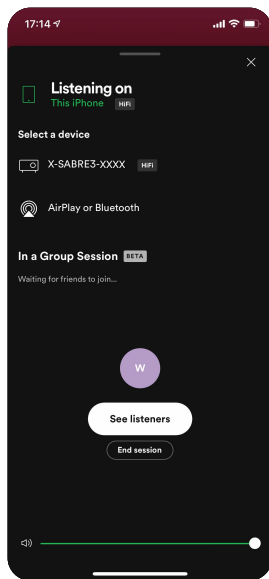 17:14
Listening on
This iPhone HiFi
Select a device
X-SABRE3-XXXX HiFi
AirPlay or Bluetooth
In a Group Session BETA
Waiting for friends to join...
W
See listeners
End session